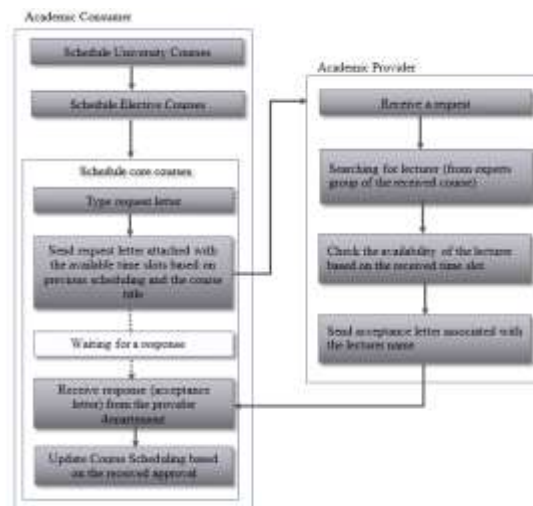 Academic Consumer
Schedule University Courses
Schedule Elective Courses
Schedule core courses
Type request letter
Send request letter attached with
the available time slots based on
previous scheduling and the course
title
Waiting for a response
Receive response (acceptance
letter) from the provider
department
Update Course Scheduling based
on the received approval
Academic Provider
Receive a request
Searching for lecturer (from experts
group of the received course)
Check the availability of the lecturer
based on the received time slot
Send acceptance letter associated with
the lecturer name